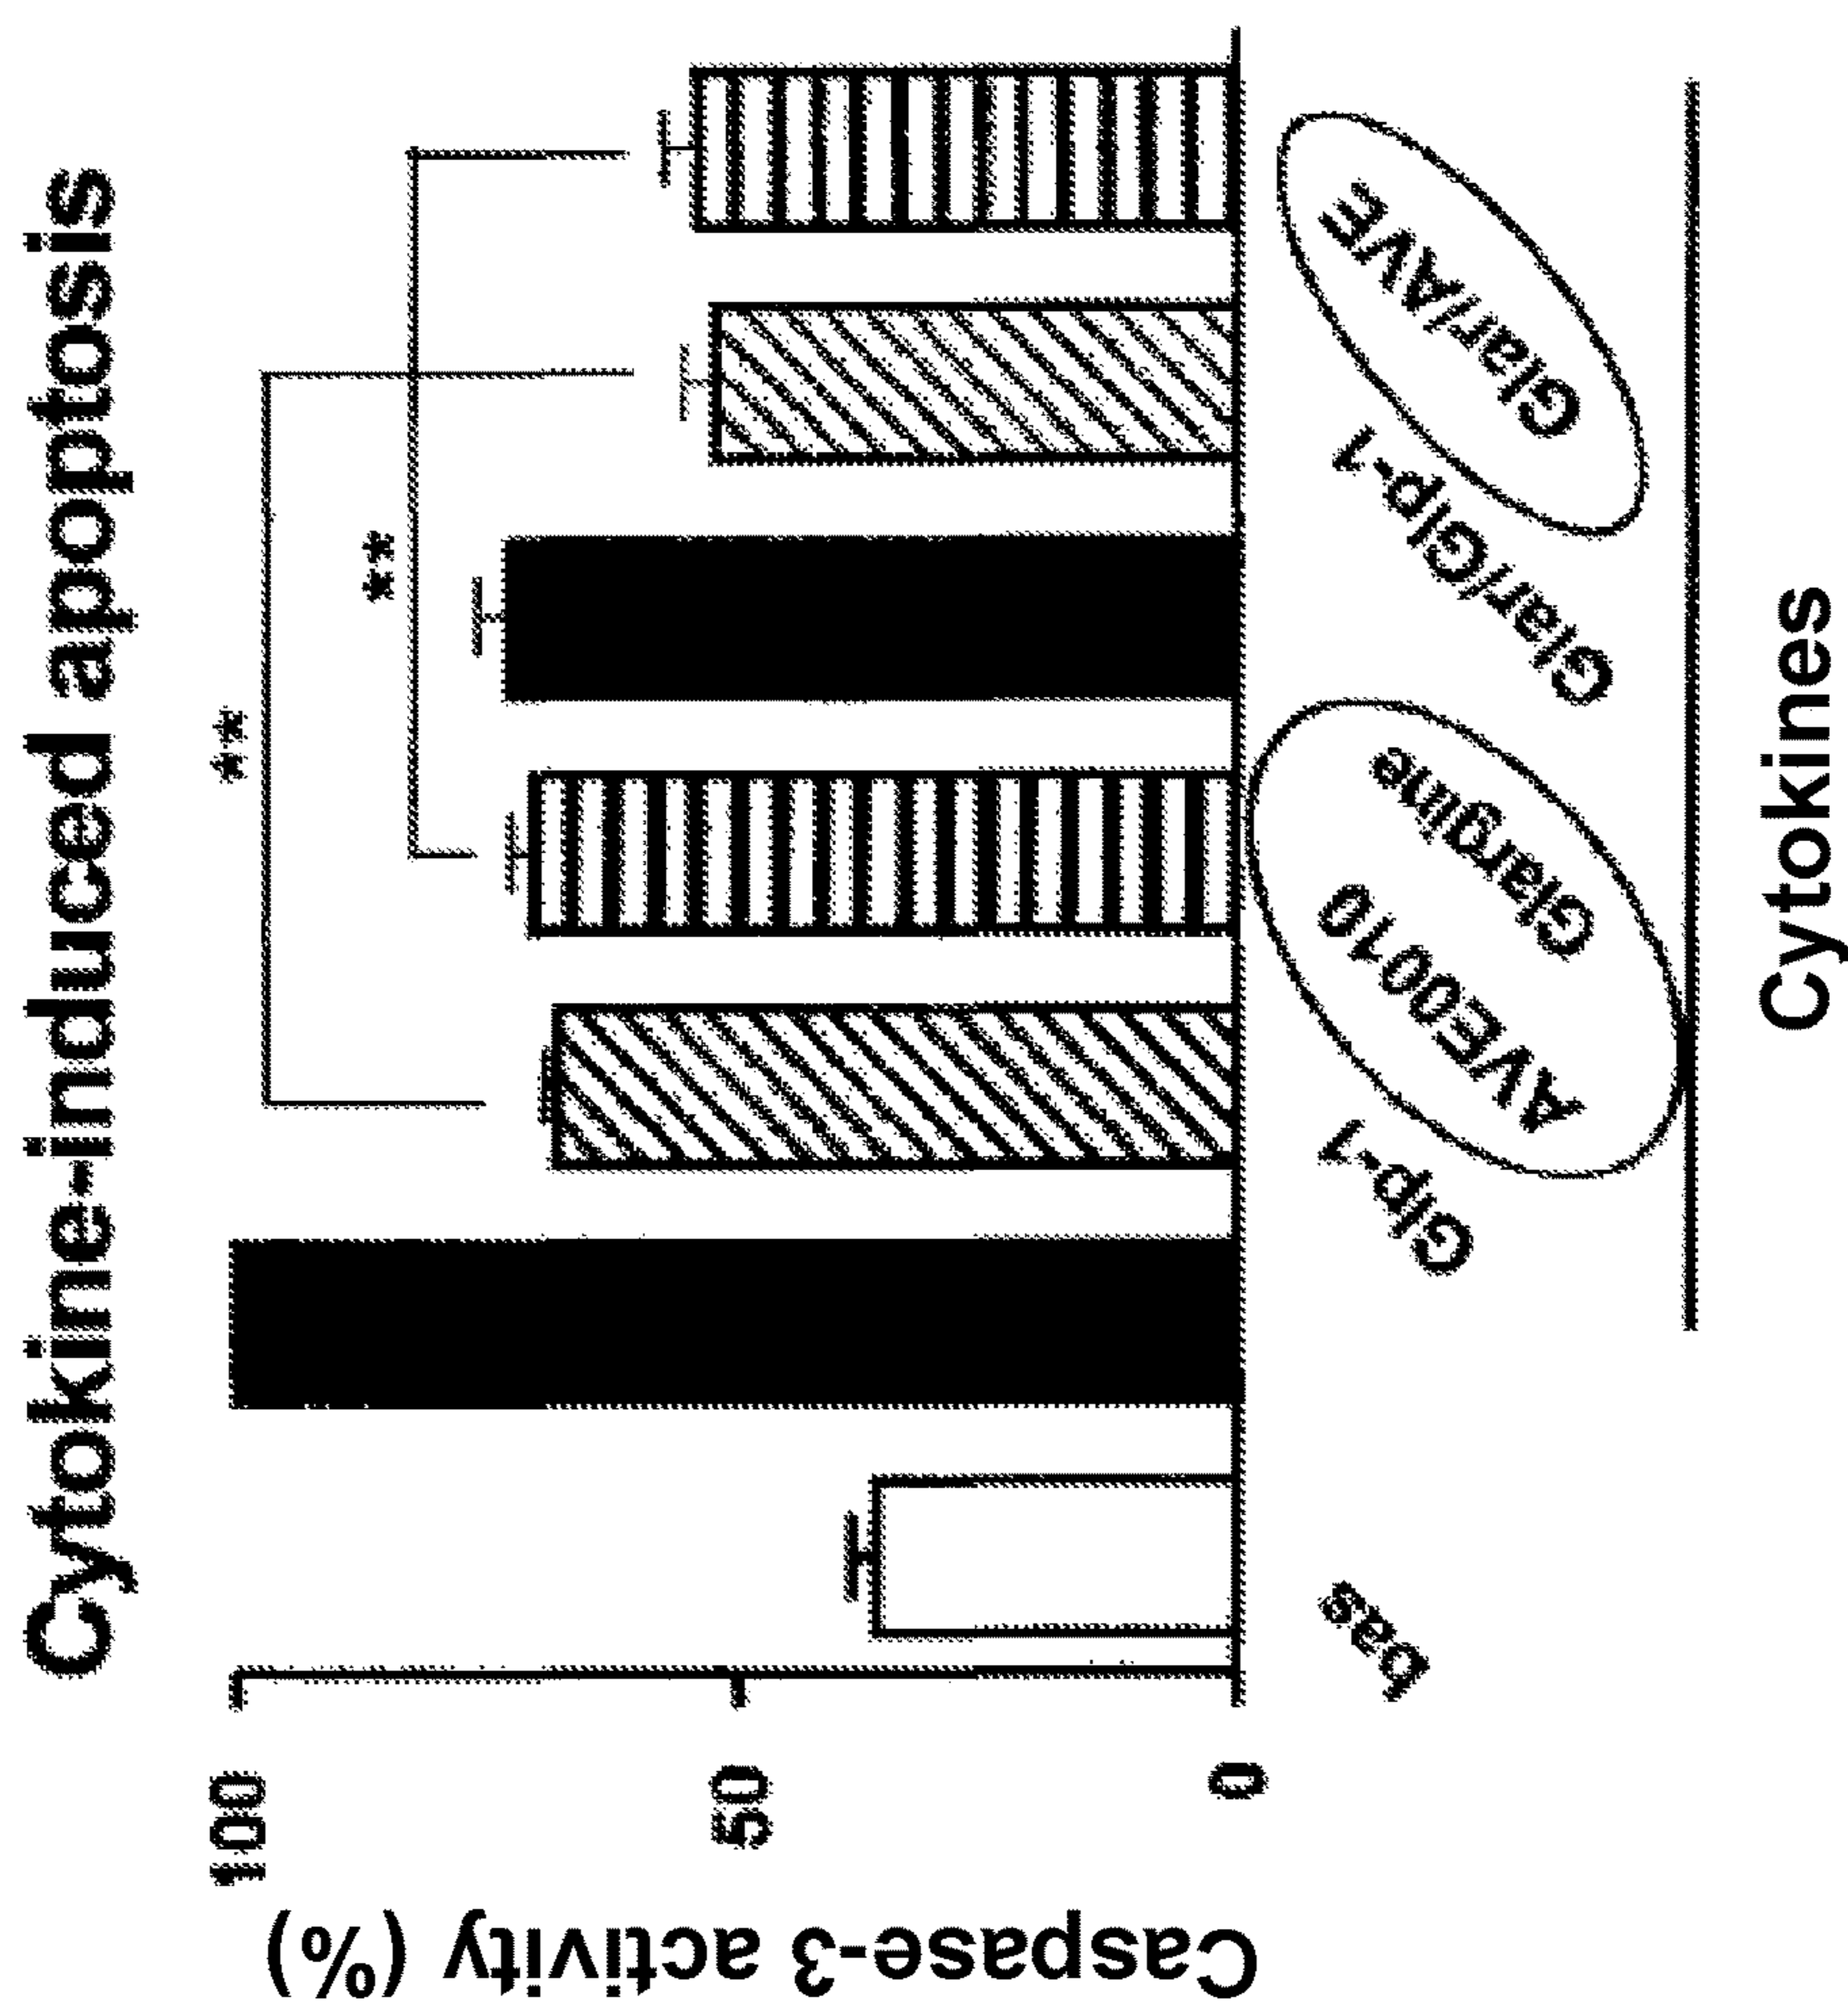 Cytokine-induced apoptosis
Caspase-3 activity (%)
100
**
**
50
0
bas
Glp-1
AVE0010
Glargine
Glar/Glp-1
Glar/AVE
Cytokines